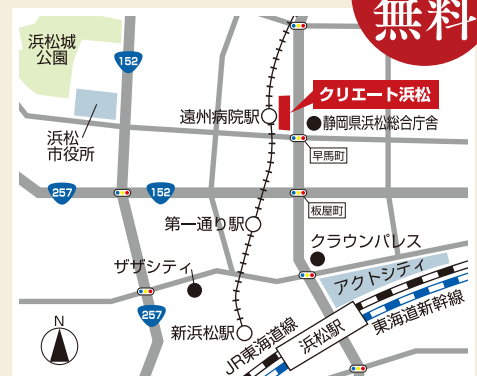 無料
浜松城
公園
152
クリエート浜松
遠州病院駅
静岡県浜松総合庁舎
浜松
市役所
早馬町
257
152
板屋町
第一通り駅
クラウンパレス
ザザシティ
アクトシティ
257
新浜松駅
JR東海道線
浜松駅
東海道新幹線
N